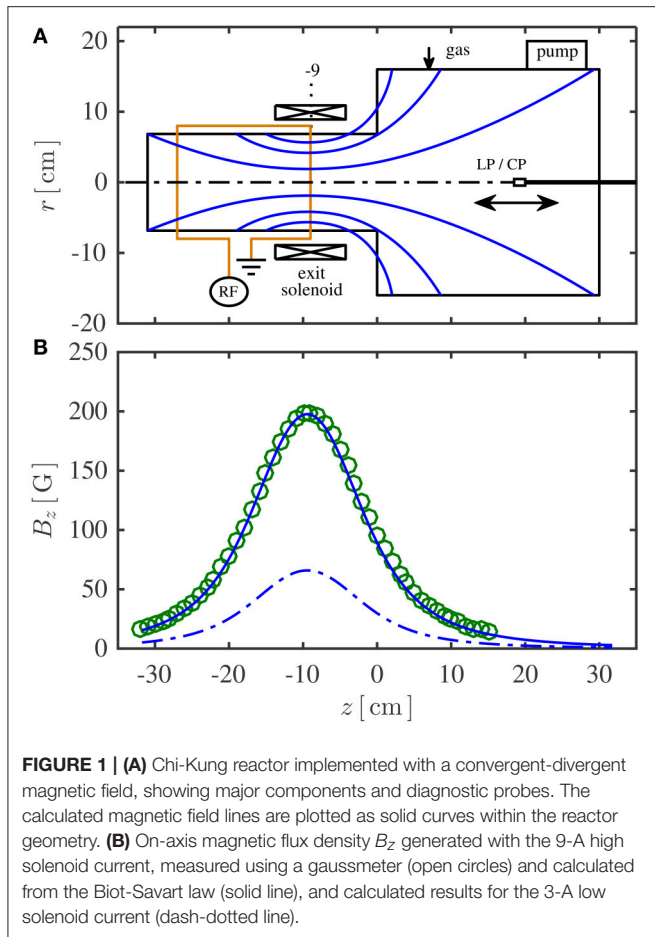 A
20
10
0
-10
-20
r [cm]
-9
gas
pump
LP / CP
exit
solenoid
RF
B
250
200
150
100
50
0
B_z [G]
-30 -20 -10 0 10 20 30
z [cm]
FIGURE 1 | (A) Chi-Kung reactor implemented with a convergent-divergent
magnetic field, showing major components and diagnostic probes. The
calculated magnetic field lines are plotted as solid curves within the reactor
geometry. (B) On-axis magnetic flux density B_z generated with the 9-A high
solenoid current, measured using a gaussmeter (open circles) and calculated
from the Biot-Savart law (solid line), and calculated results for the 3-A low
solenoid current (dash-dotted line).